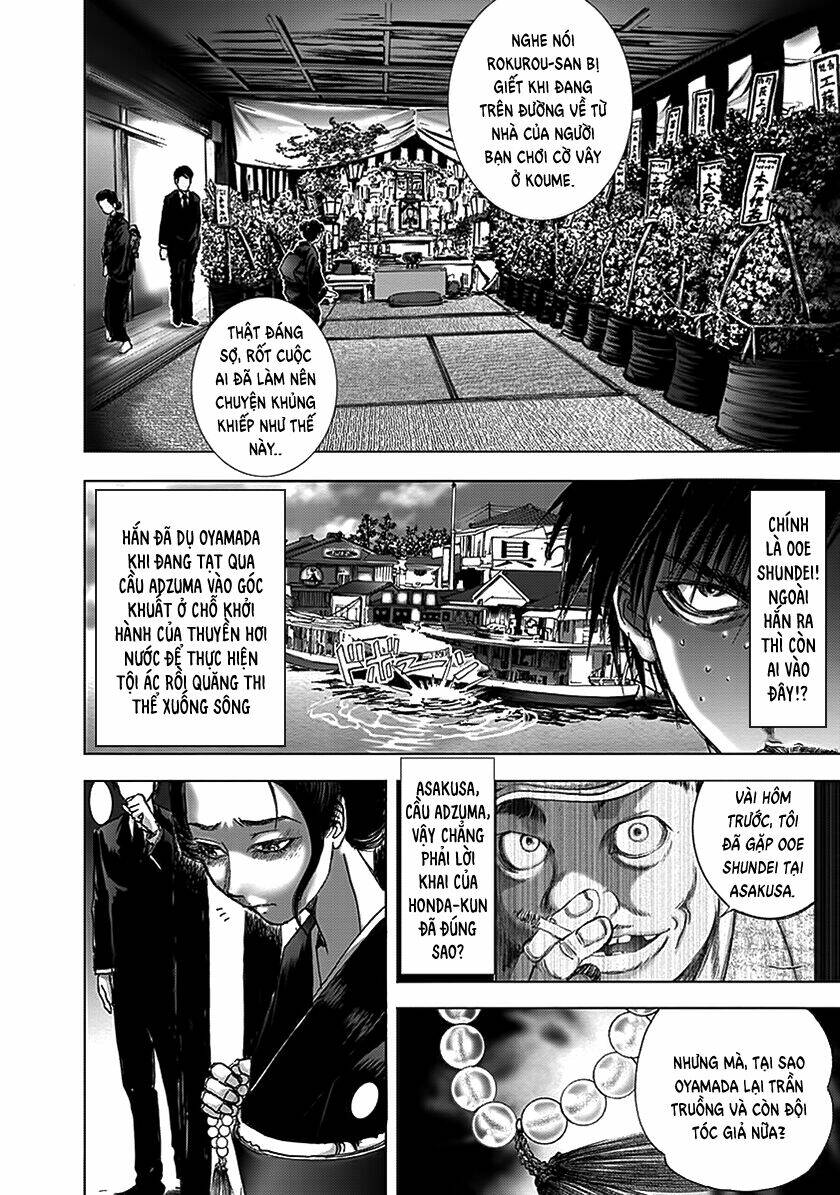 NGHE NÓI
ROKUROU-SAN BỊ
GIẾT KHI ĐANG
TRÊN ĐƯỜNG VỀ TỪ
NHÀ CỦA NGƯỜI
BẠN CHƠI CỜ VÂY
Ở KOUME.
THẬT ĐÁNG
SỢ, RỐT CUỘC
AI ĐÃ LÀM NÊN
CHUYỆN KHỦNG
KHIẾP NHƯ THẾ
NÀY..
CHÍNH
LÀ OOE
SHUNDEI!
NGOÀI
HẮN RA
THÌ CÒN
AI VÀO
ĐÂY!?
HẮN ĐÃ DỤ OYAMADA
KHI ĐANG TẠT QUA
CẦU ADZUMA VÀO GÓC
KHUẤT Ở CHỖ KHỞI
HÀNH CỦA THUYỀN HƠI
NƯỚC ĐỂ THỰC HIỆN
TỘI ÁC RỒI QUĂNG THI
THỂ XUỐNG SÔNG
VÀI HÔM
TRƯỚC, TÔI
ĐÃ GẶP OOE
SHUNDEI TẠI
ASAKUSA.
ASAKUSA,
CẦU ADZUMA,
VẬY CHẲNG
PHẢI LỜI
KHAI CỦA
HONDA-KUN
ĐÃ ĐÚNG
SAO?
NHƯNG MÀ, TẠI SAO
OYAMADA LẠI TRẦN
TRUỒNG VÀ CÒN ĐỘI
TÓC GIẢ NỮA?